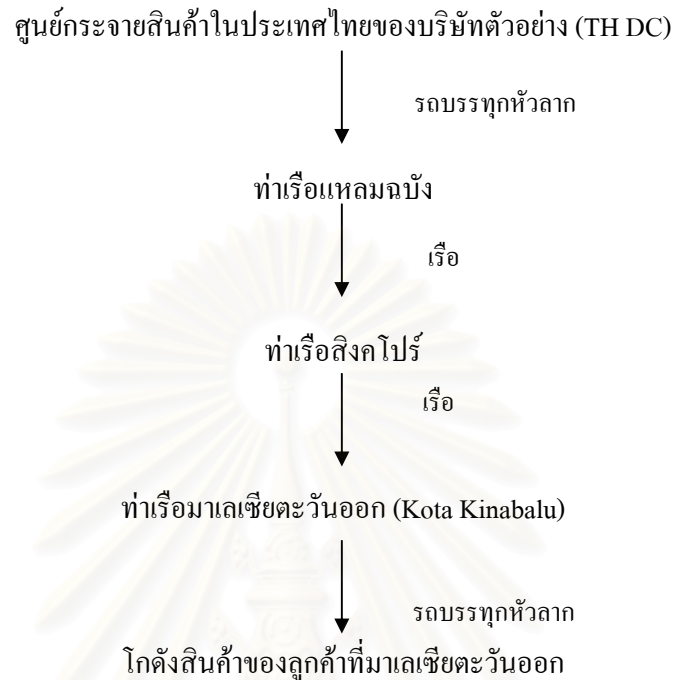 ศูนย์กระจายสินค้าในประเทศไทยของบริษัทตัวอย่าง (TH DC)
รถบรรทุกหัวลาก
ท่าเรือแหลมฉบัง
เรือ
ท่าเรือสิงคโปร์
เรือ
ท่าเรือมาเลเซียตะวันออก (Kota Kinabalu)
รถบรรทุกหัวลาก
โกดังสินค้าของลูกค้าที่มาเลเซียตะวันออก